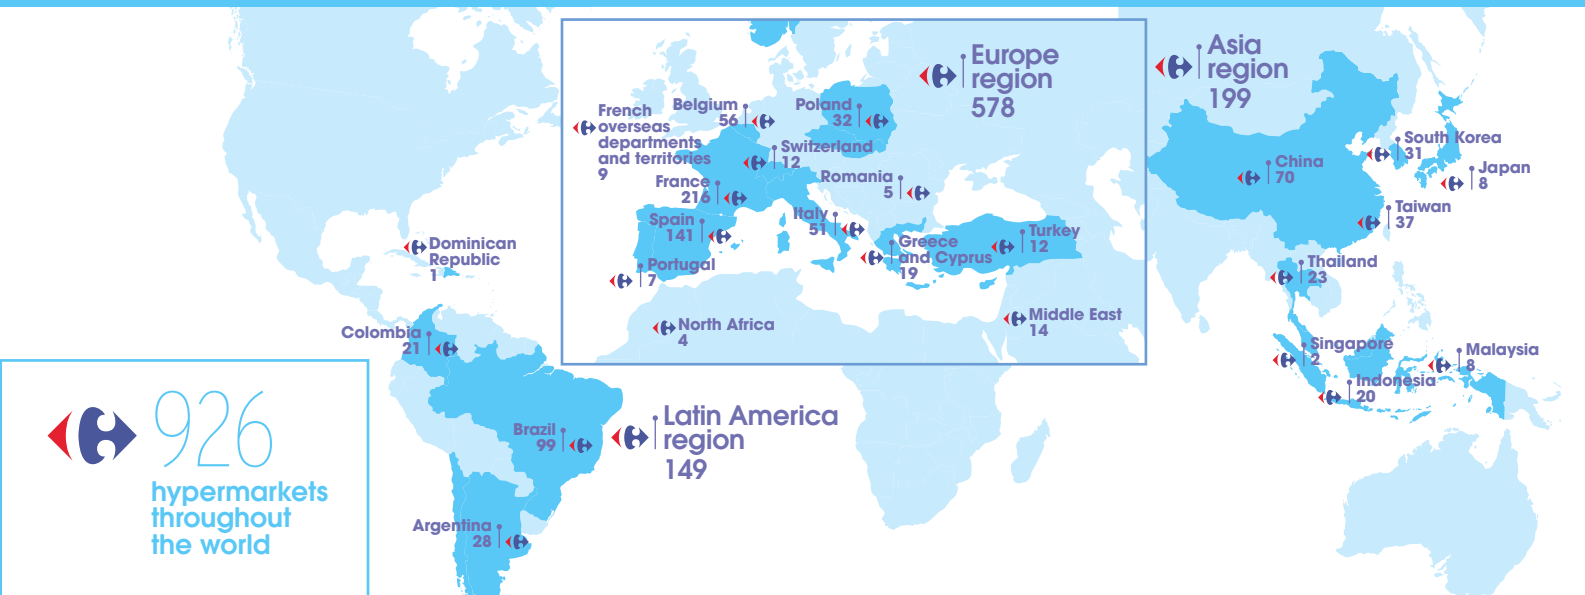 Europe
region
578
French
overseas
departments
and territories
9
Belgium
56
Poland
32
Switzerland
12
France
216
Romania
5
Spain
141
Italy
51
Greece
and Cyprus
19
Turkey
12
Portugal
7
North Africa
4
Middle East
14
Asia
region
199
South Korea
31
China
70
Japan
8
Taiwan
37
Thailand
23
Singapore
2
Malaysia
8
Indonesia
20
Dominican
Republic
1
Colombia
21
Brazil
99
Latin America
region
149
Argentina
28
926
hypermarkets
throughout
the world